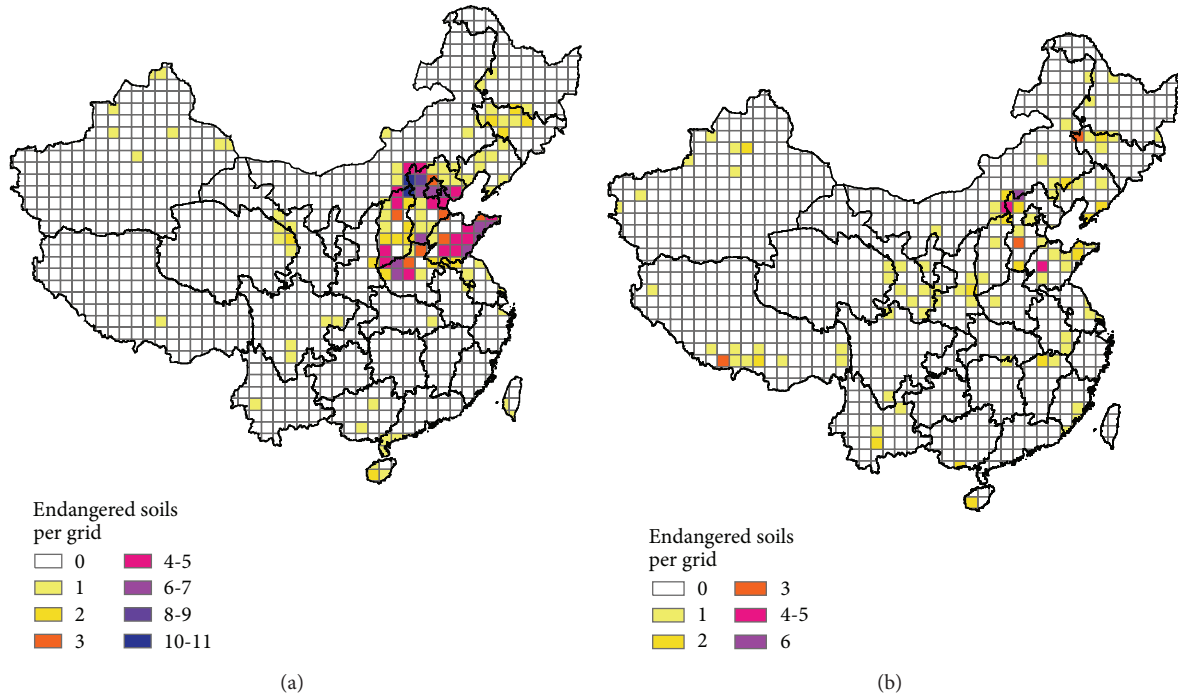 Endangered soils
per grid
0
4-5
1
6-7
2
8-9
3
10-11
(a)
Endangered soils
per grid
0
3
1
4-5
2
6
(b)